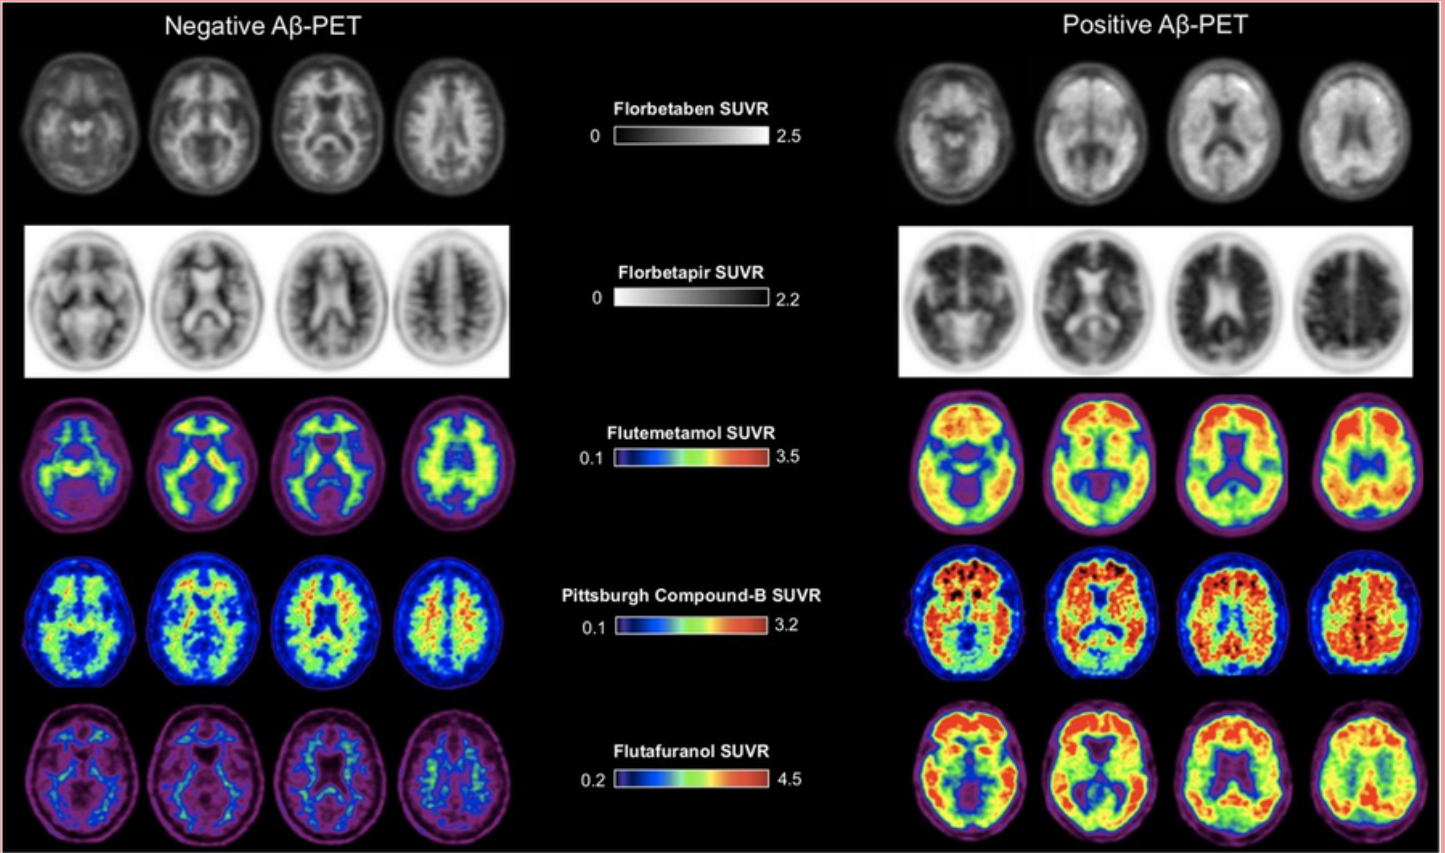 Negative Aβ-PET
Positive Aβ-PET
Florbetaben SUVR
0 2.5
Florbetapir SUVR
0 2.2
Flutemetamol SUVR
0.1 3.5
Pittsburgh Compound-B SUVR
0.1 3.2
Flutafuranol SUVR
0.2 4.5